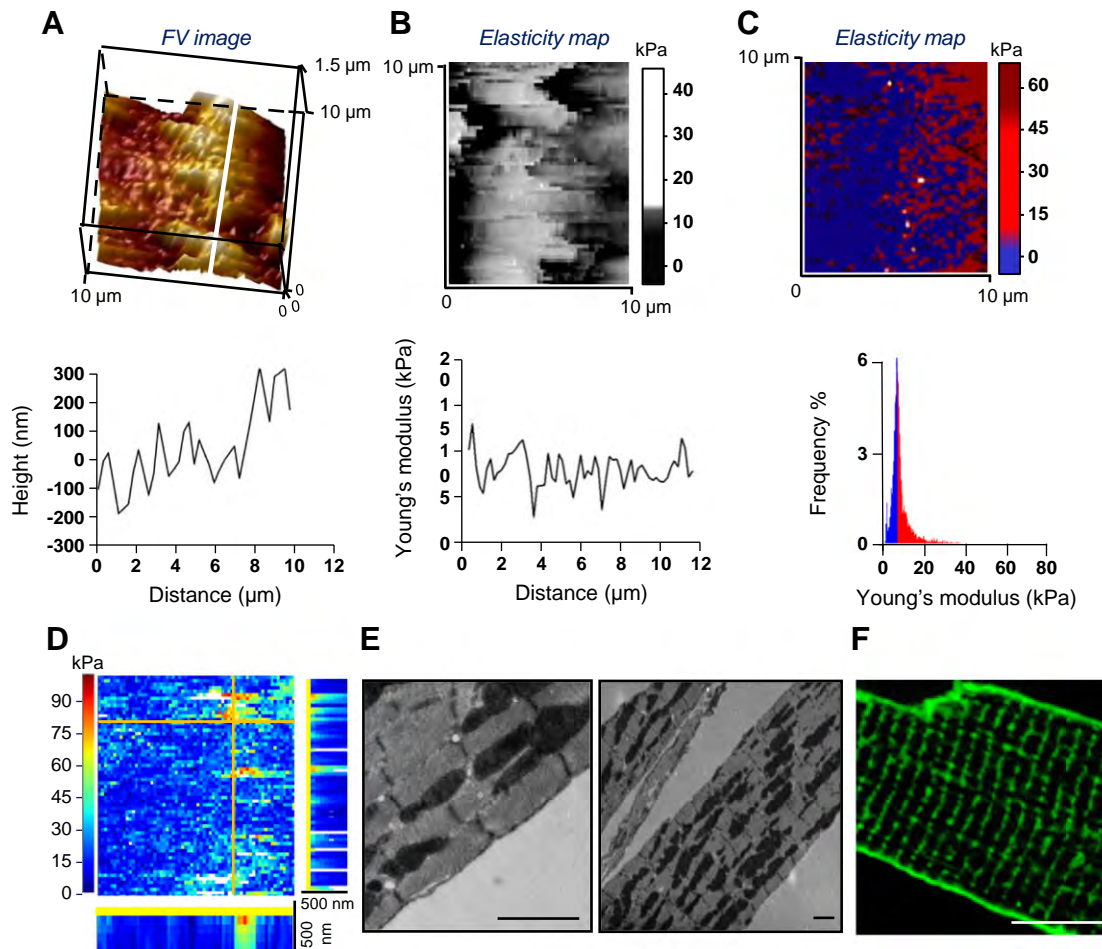 A
FV image
1.5 µm
10 µm
10 µm
0
0
0
B
Elasticity map
kPa
10 µm
40
30
20
10
0
0
10 µm
C
Elasticity map
kPa
10 µm
60
45
30
15
0
0
10 µm
Height (nm)
300
200
100
0
-100
-200
-300
0 2 4 6 8 10 12
Distance (µm)
Young's modulus (kPa)
2
0
1
5
1
0
5
0
0 2 4 6 8 10 12
Distance (µm)
Frequency %
6
3
0
0 20 40 60 80
Young's modulus (kPa)
D
kPa
90
75
60
45
30
15
0
500 nm
500
nm
E
F